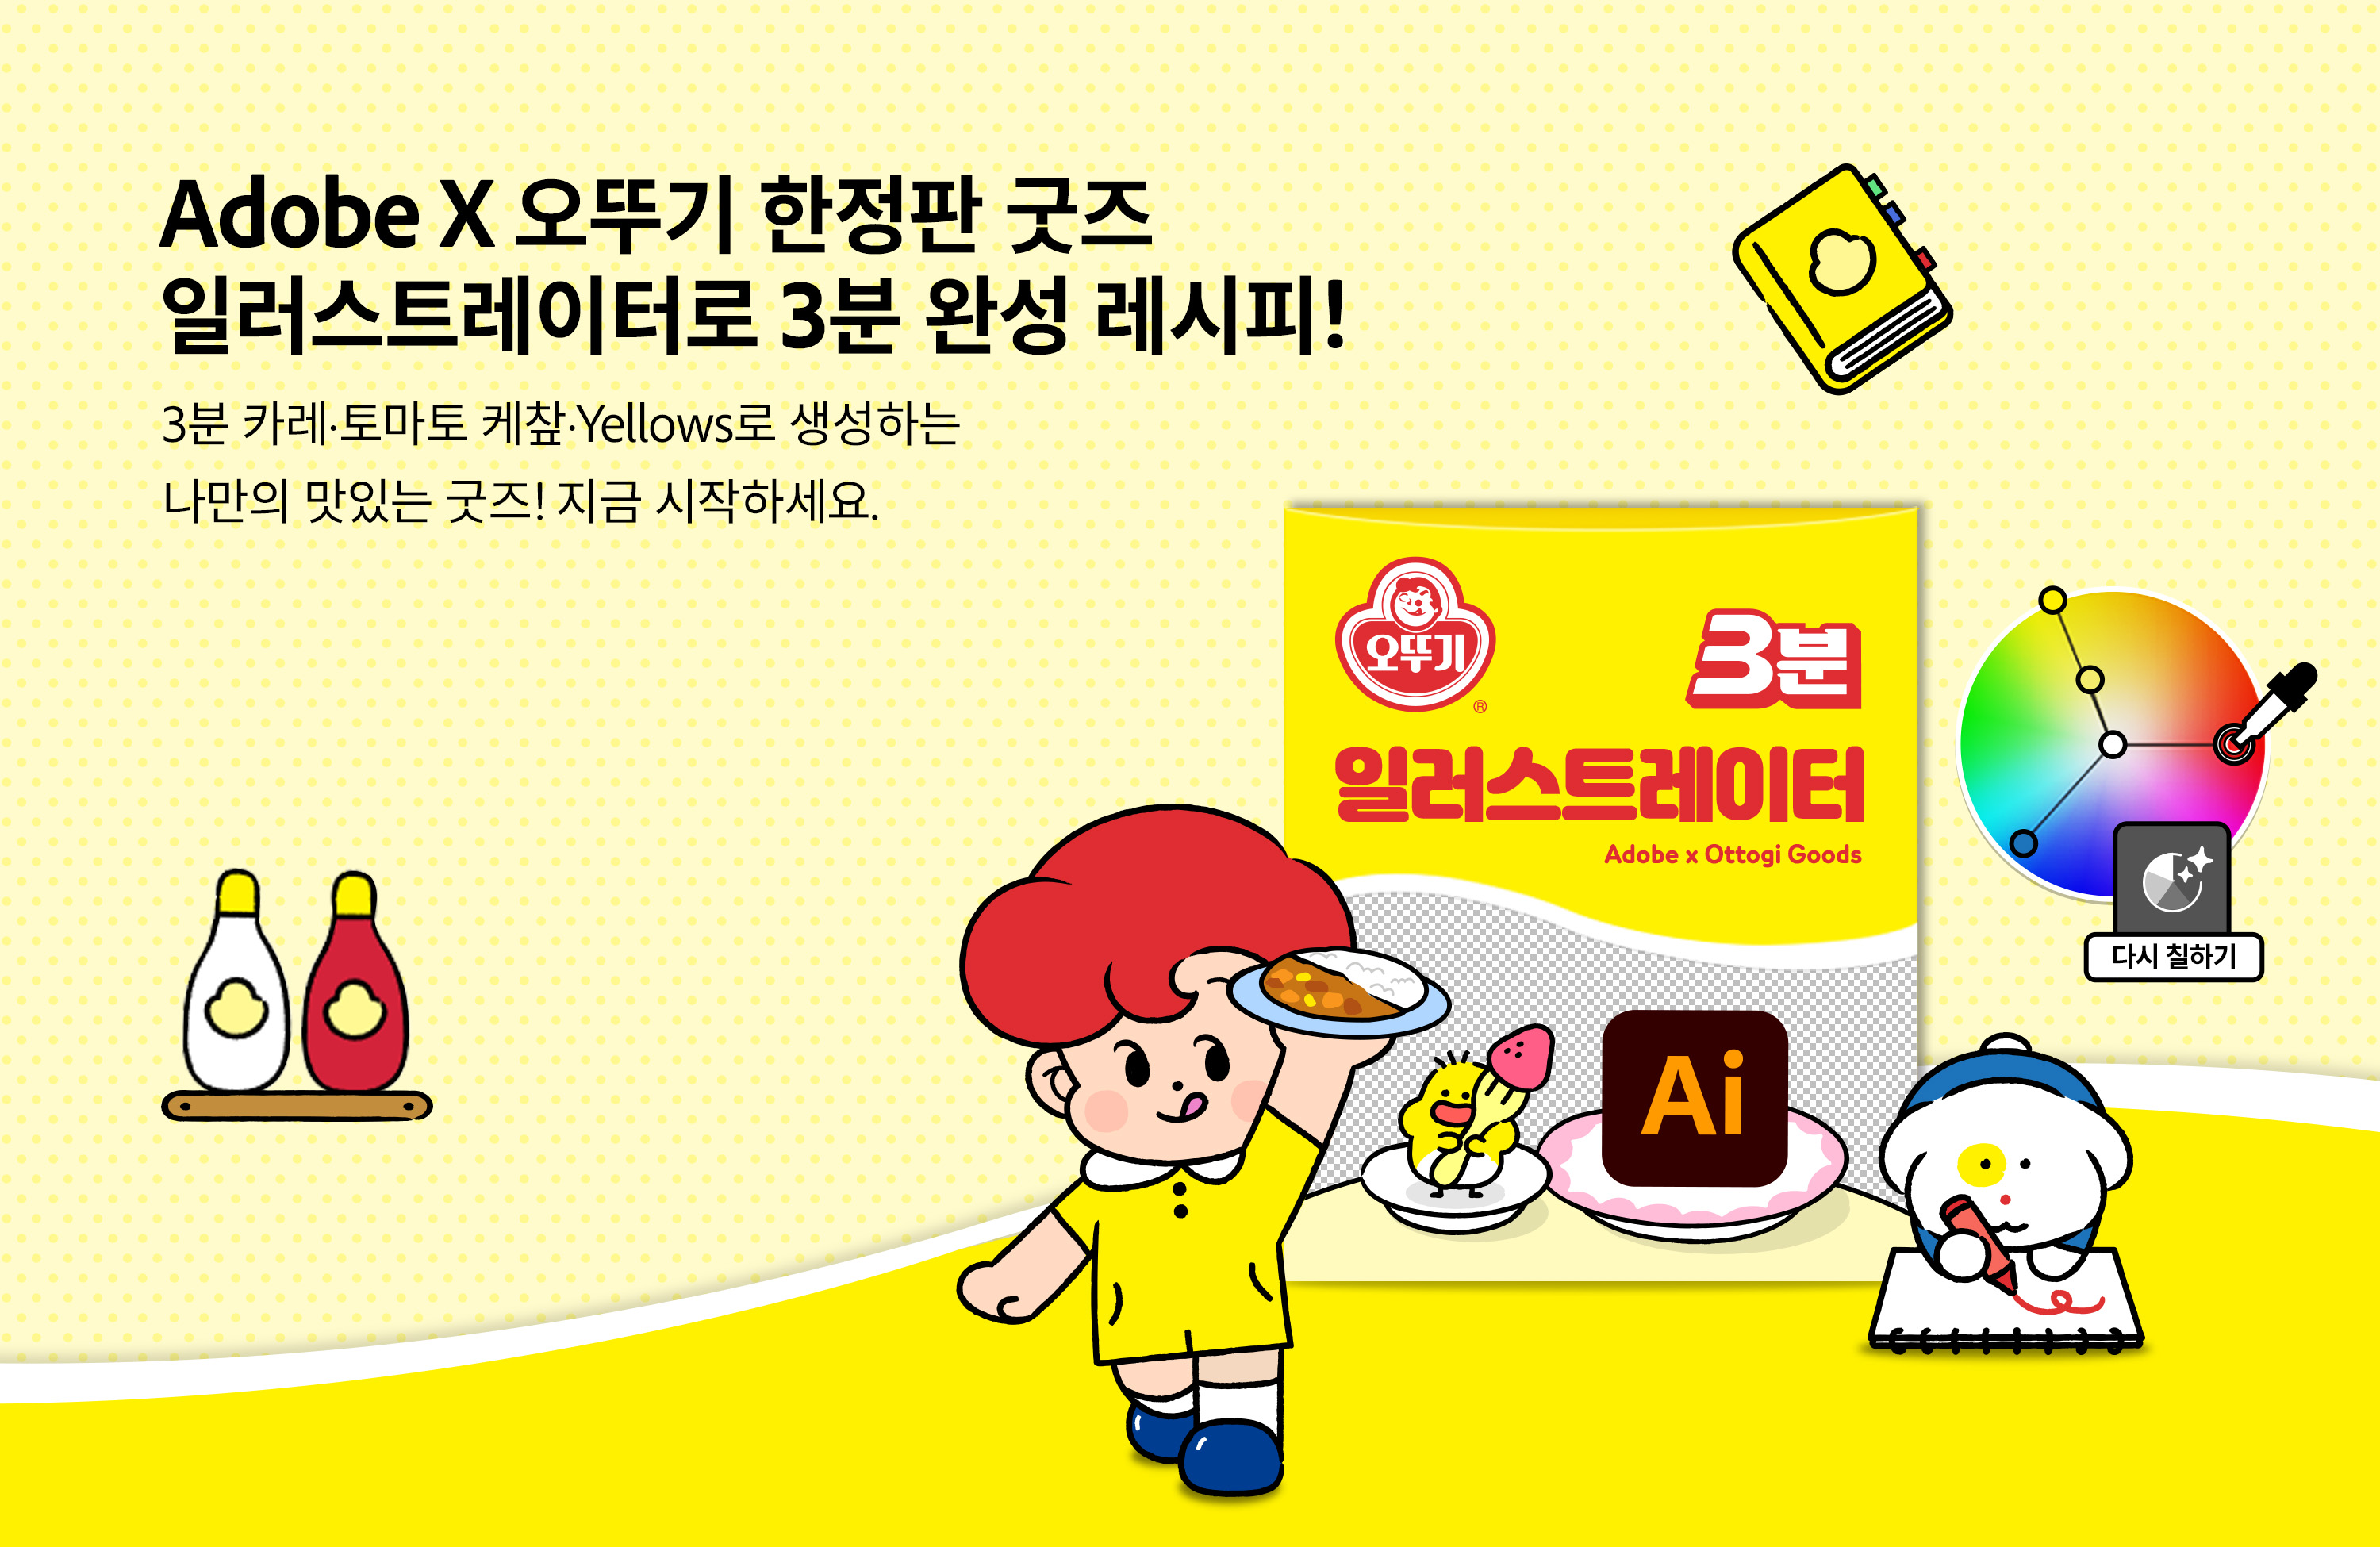 Adobe X 오뚜기 한정판 굿즈
일러스트레이터로 3분 완성 레시피!
3분 카레·토마토 케챂·Yellows로 생성하는
나만의 맛있는 굿즈! 지금 시작하세요.
오뚜기
®
3분
일러스트레이터
Adobe x Ottogi Goods
다시 칠하기
Ai